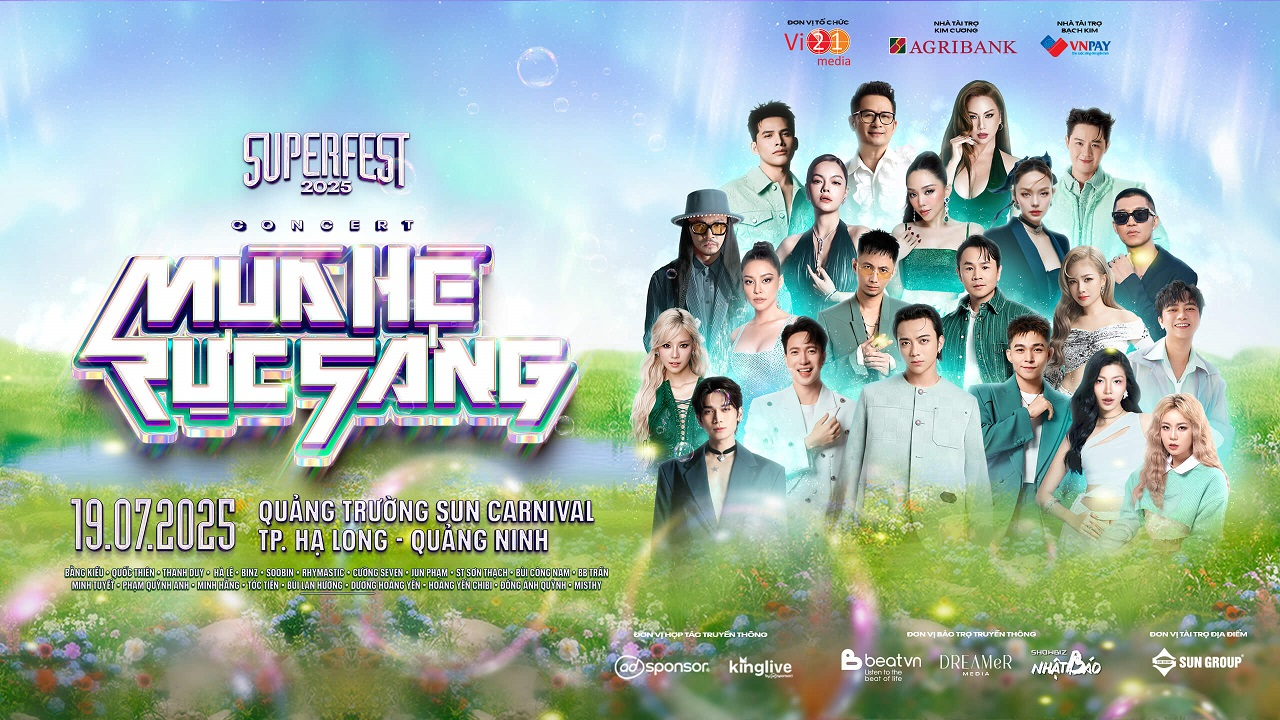 ĐƠN VỊ TỔ CHỨC
Vi21
media
NHÀ TÀI TRỢ
KIM CƯƠNG
AGRIBANK
NHÀ TÀI TRỢ
BẠCH KIM
VNPAY
SUPERFEST
2025
CONCERT
MÙA HÈ
RỰC SÁNG
19.07.2025
QUẢNG TRƯỜNG SUN CARNIVAL
TP. HẠ LONG - QUẢNG NINH
BẰNG KIỀU • QUỐC THIÊN • THANH DUY • HÀ LÊ • BINZ • SOOBIN • RHYMASTIC • CƯỜNG SEVEN • JUN PHẠM • ST SƠN THẠCH • BÙI CÔNG NAM • BB TRẦN
MINH TUYẾT • PHẠM QUỲNH ANH • MINH HẰNG • TÓC TIÊN • BÙI LAN HƯƠNG • DƯƠNG HOÀNG YẾN • HOÀNG YẾN CHIBI • ĐỒNG ÁNH QUỲNH • MISTHY
ĐƠN VỊ HỢP TÁC TRUYỀN THÔNG
ad sponsor
kinglive
ĐƠN VỊ BẢO TRỢ TRUYỀN THÔNG
beatvn
Listen to the
beat of life
DREAMeR
MEDIA
SHOWBIZ
NHẬT BÁO
ĐƠN VỊ TÀI TRỢ ĐỊA ĐIỂM
SUN GROUP